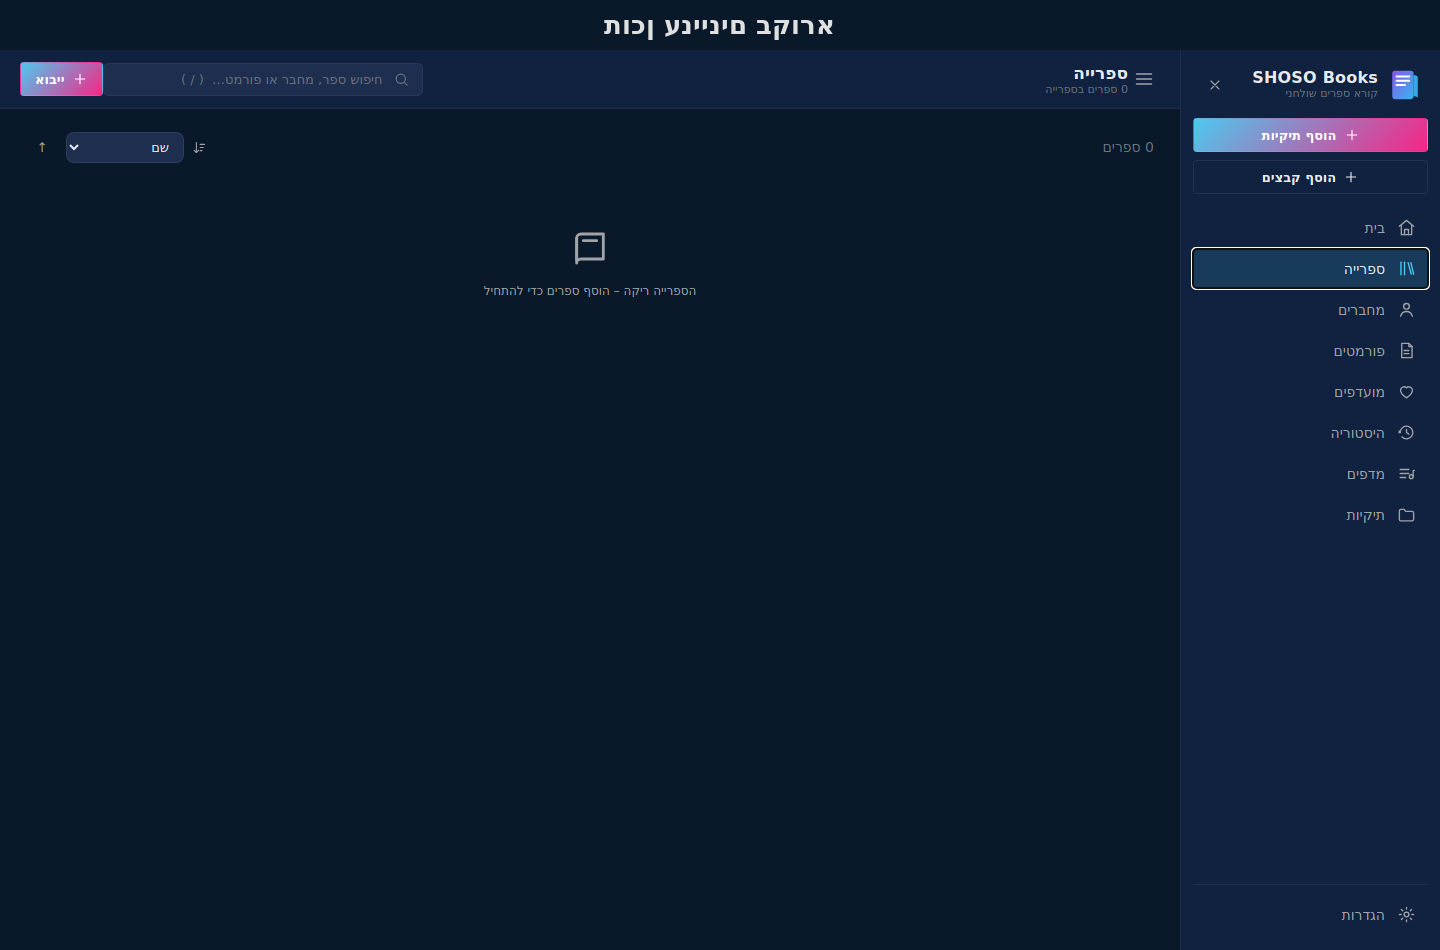 ארוקב םיניינע ןכות
SHOSO Books
קורא ספרים שולחני
הוסף תיקיות
הוסף קבצים
בית
ספרייה
מחברים
פורמטים
מועדפים
היסטוריה
מדפים
תיקיות
הגדרות
ספרייה
0 ספרים בספרייה
חיפוש ספר, מחבר או פורמט... ( / )
ייבוא
0 ספרים
שם
↑
הספרייה ריקה – הוסף ספרים כדי להתחיל